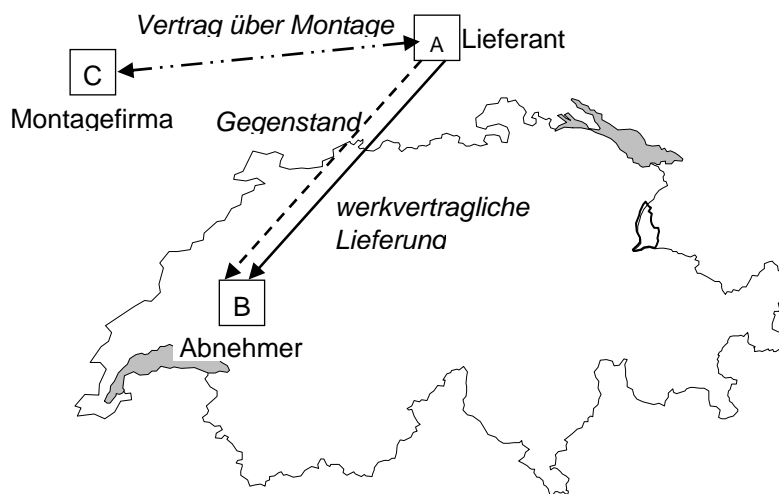 Vertrag über Montage
A
Lieferant
C
Montagefirma
Gegenstand
werkvertragliche
Lieferung
B
Abnehmer